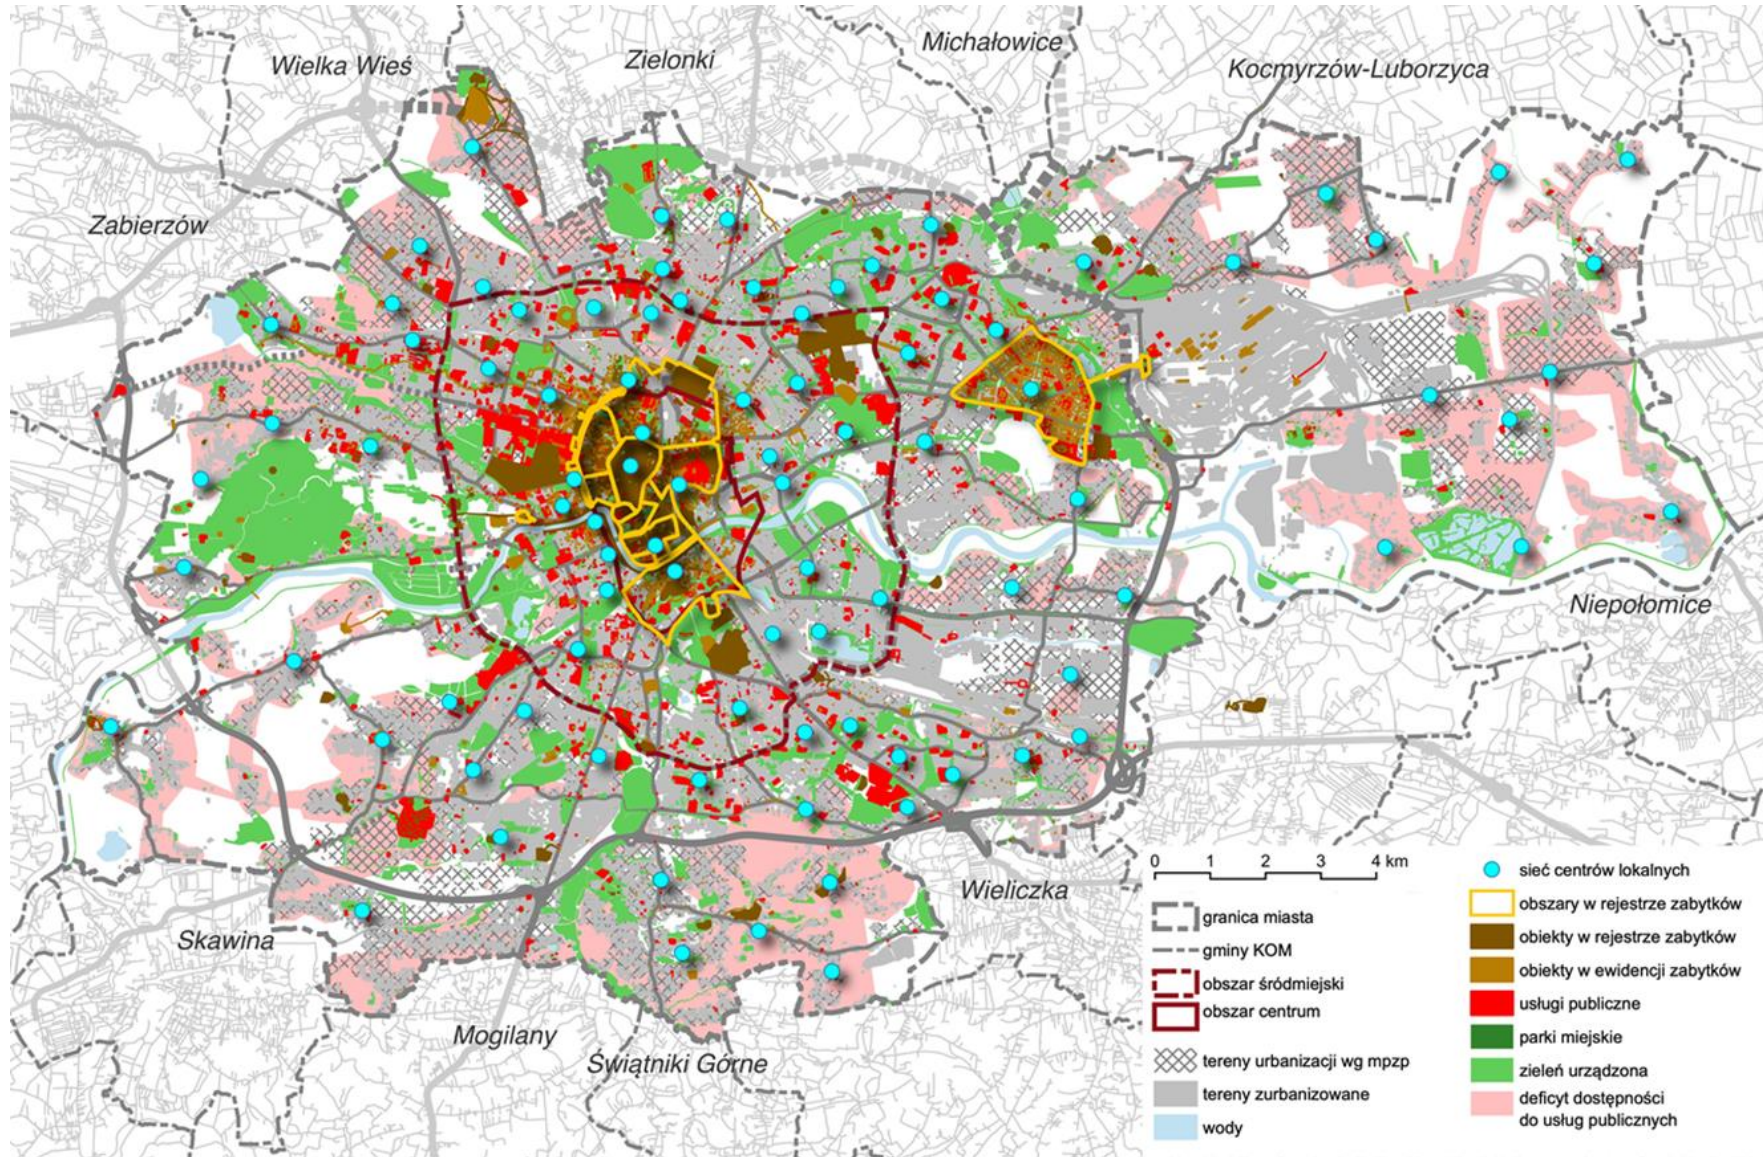 Michałowice
Zielonki
Wielka Wieś
Kocmyrzów-Luborzyca
Zabierzów
Niepołomice
Wieliczka
Skawina
Mogilany
Świątniki Górne
0 1 2 3 4 km
granica miasta
gminy KOM
obszar śródmiejski
obszar centrum
tereny urbanizacji wg mpzp
tereny zurbanizowane
wody
sieć centrów lokalnych
obszary w rejestrze zabytków
obiekty w rejestrze zabytków
obiekty w ewidencji zabytków
usługi publiczne
parki miejskie
zieleń urządzona
deficyt dostępności
do usług publicznych